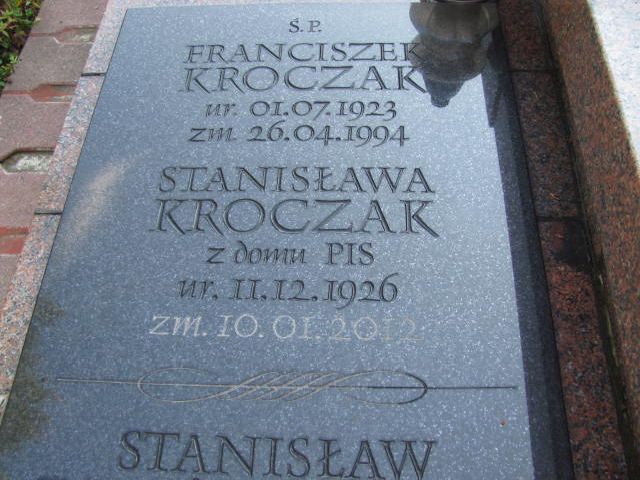 Ś.P.
FRANCISZEK
KROCZAK
ur. 01.07.1923
zm. 26.04.1994
STANISŁAWA
KROCZAK
z domu PIS
ur. 11.12.1926
zm. 10.01.2012
STANISŁAW